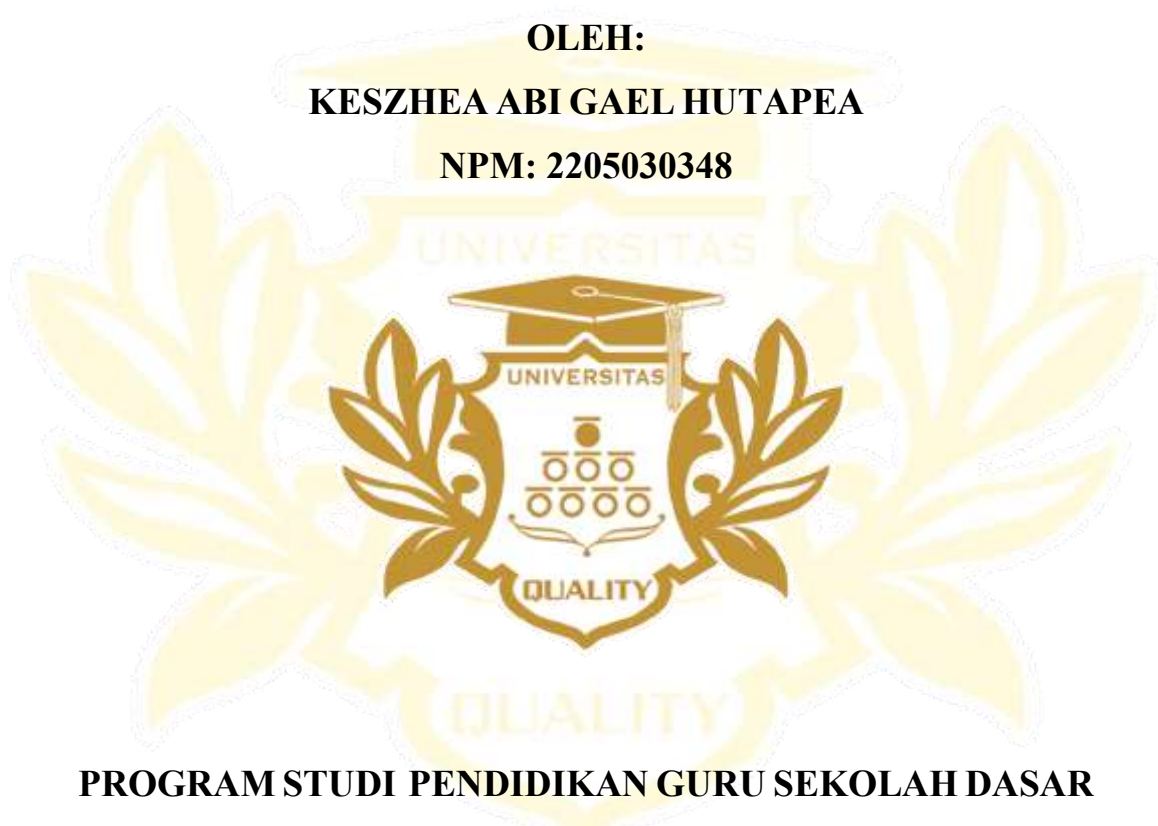 OLEH:
KESZHEA ABI GAEL HUTAPEA
NPM: 2205030348
UNIVERSITAS
UNIVERSITAS
QUALITY
QUALITY
PROGRAM STUDI PENDIDIKAN GURU SEKOLAH DASAR